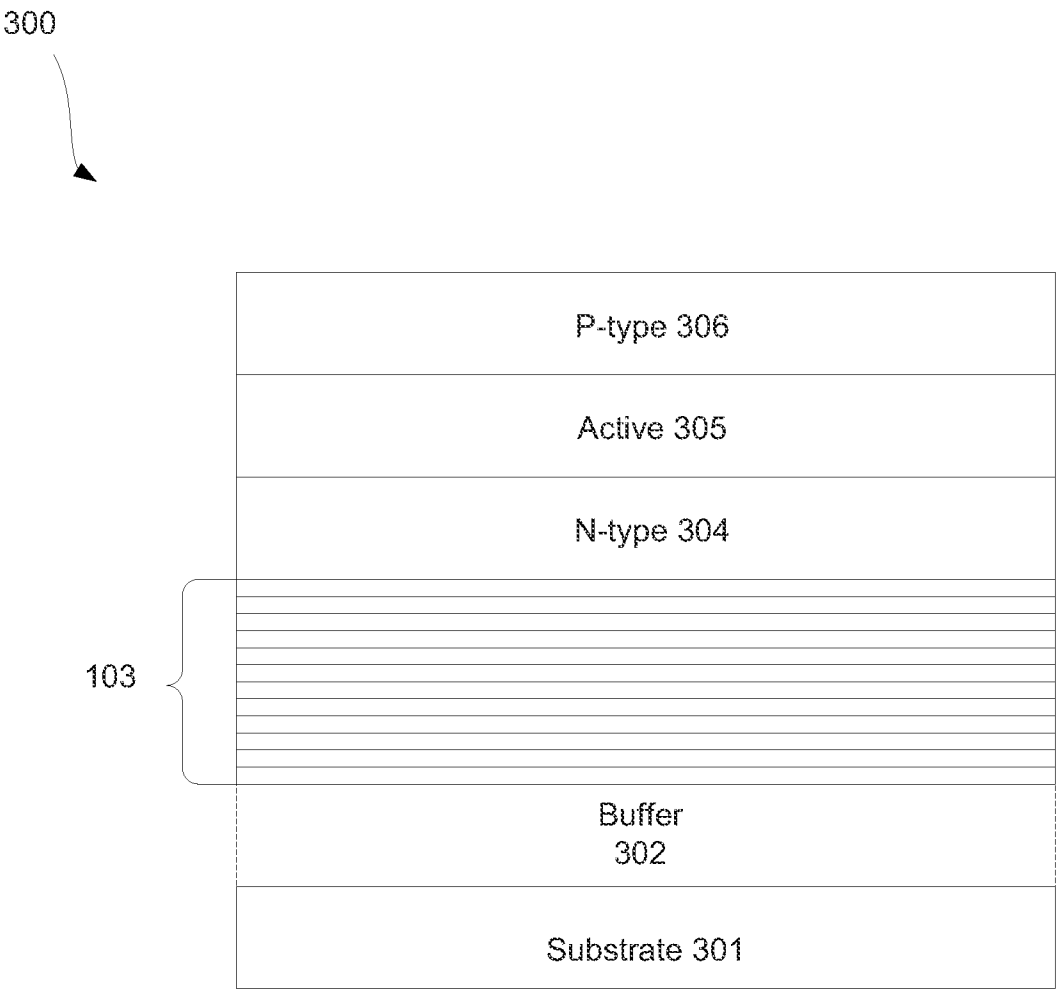 300
P-type 306
Active 305
N-type 304
103
Buffer
302
Substrate 301